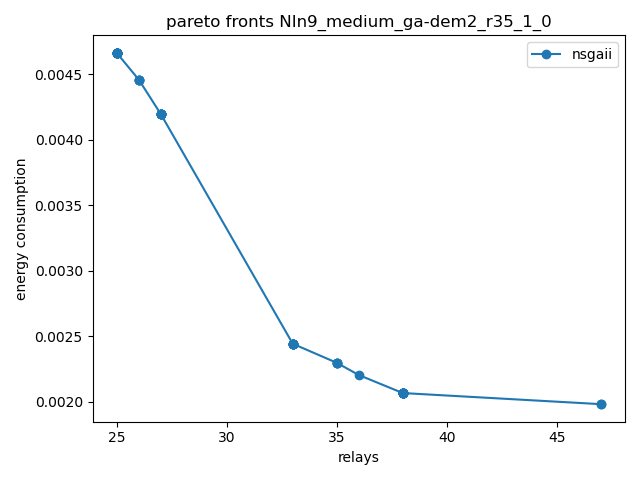 pareto fronts NIn9_medium_ga-dem2_r35_1_0
nsgaii
energy consumption
0.0045
0.0040
0.0035
0.0030
0.0025
0.0020
25 30 35 40 45
relays